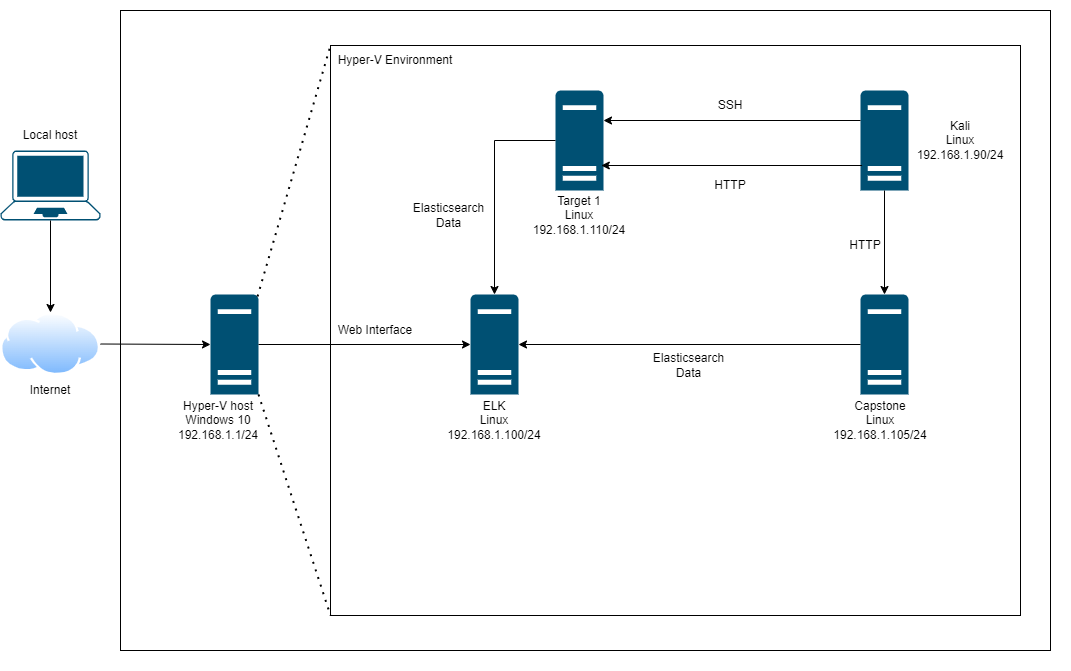 Hyper-V Environment
SSH
Kali
Linux
192.168.1.90/24
Local host
HTTP
Target 1
Linux
192.168.1.110/24
Elasticsearch
Data
HTTP
Web Interface
Elasticsearch
Data
Internet
Hyper-V host
Windows 10
192.168.1.1/24
ELK
Linux
192.168.1.100/24
Capstone
Linux
192.168.1.105/24